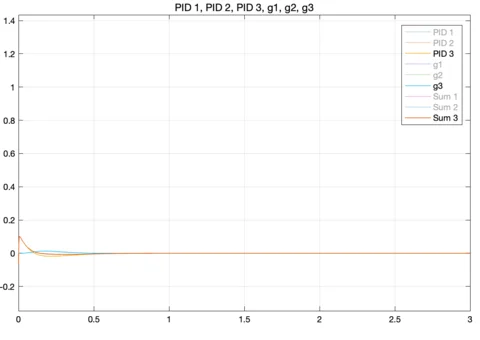 PID 1, PID 2, PID 3, g1, g2, g3
1.4
1.2
1
0.8
0.6
0.4
0.2
0
-0.2
0
0.5
1
1.5
2
2.5
3
PID 1
PID 2
PID 3
g1
g2
g3
Sum 1
Sum 2
Sum 3